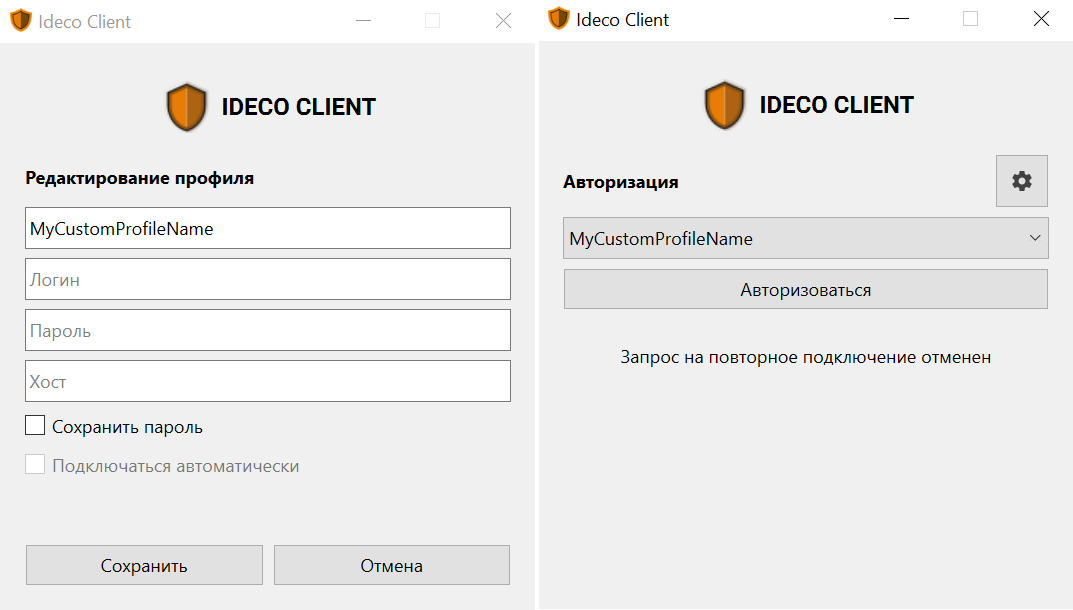 Ideco Client
IDECO CLIENT
Редактирование профиля
MyCustomProfileName
Логин
Пароль
Хост
Сохранить пароль
Подключаться автоматически
Сохранить
Отмена
Ideco Client
IDECO CLIENT
Авторизация
MyCustomProfileName
Авторизоваться
Запрос на повторное подключение отменен